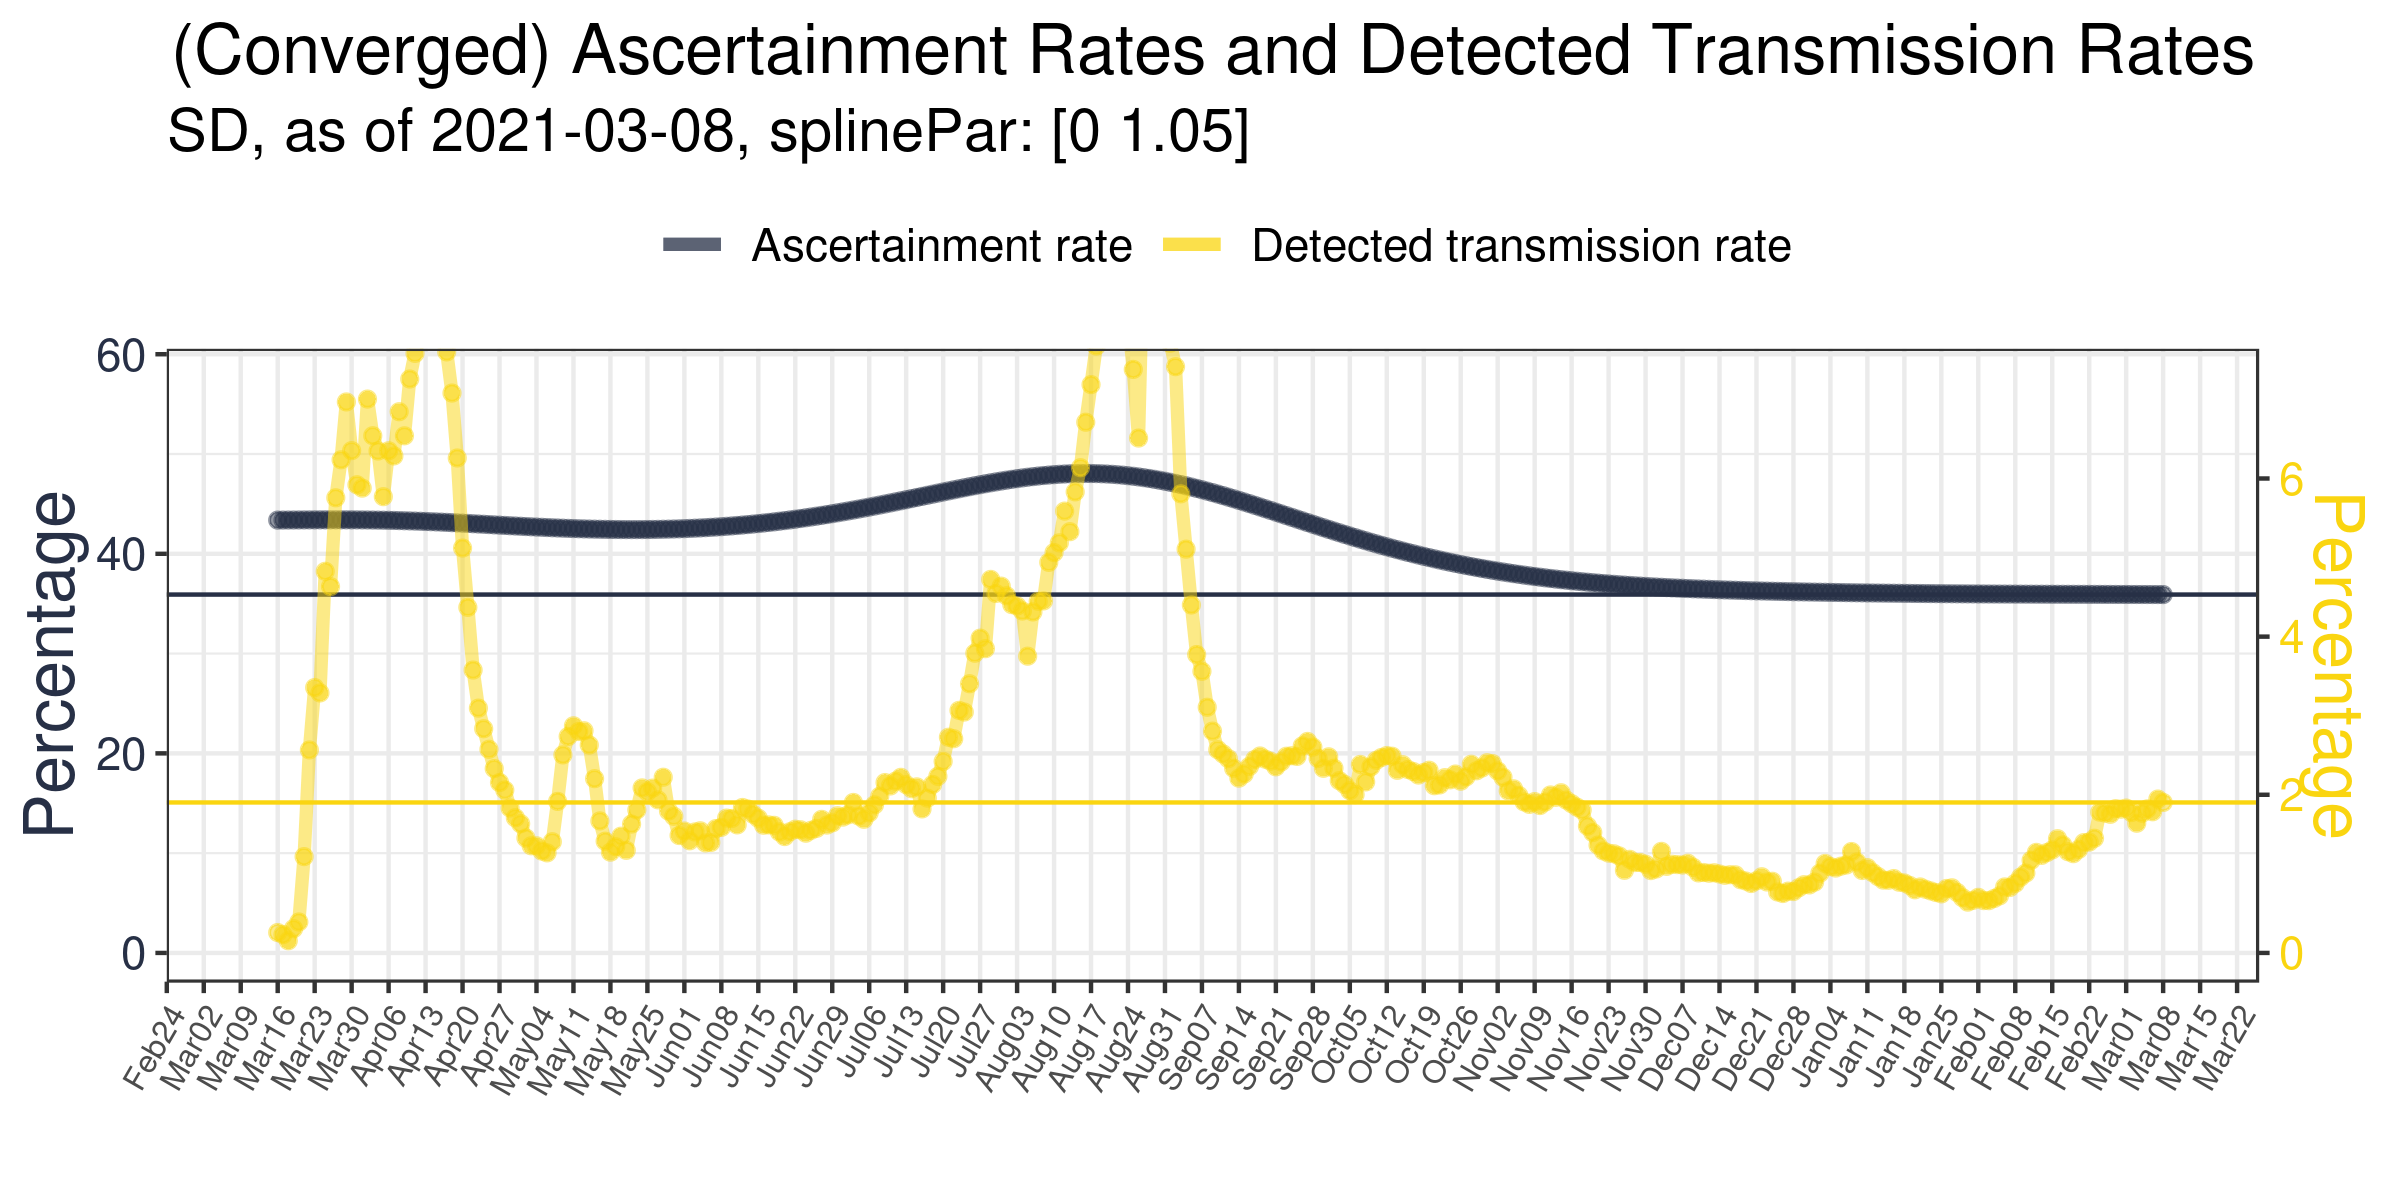 (Converged) Ascertainment Rates and Detected Transmission Rates
SD, as of 2021-03-08, splinePar: [0 1.05]
Ascertainment rate
Detected transmission rate
Percentage
60
40
20
0
6
4
2
0
Percentage
Feb24
Mar02
Mar09
Mar16
Mar23
Mar30
Apr06
Apr13
Apr20
Apr27
May04
May11
May18
May25
Jun01
Jun08
Jun15
Jun22
Jun29
Jul06
Jul13
Jul20
Jul27
Aug03
Aug10
Aug17
Aug24
Aug31
Sep07
Sep14
Sep21
Sep28
Oct05
Oct12
Oct19
Oct26
Nov02
Nov09
Nov16
Nov23
Nov30
Dec07
Dec14
Dec21
Dec28
Jan04
Jan11
Jan18
Jan25
Feb01
Feb08
Feb15
Feb22
Mar01
Mar08
Mar15
Mar22